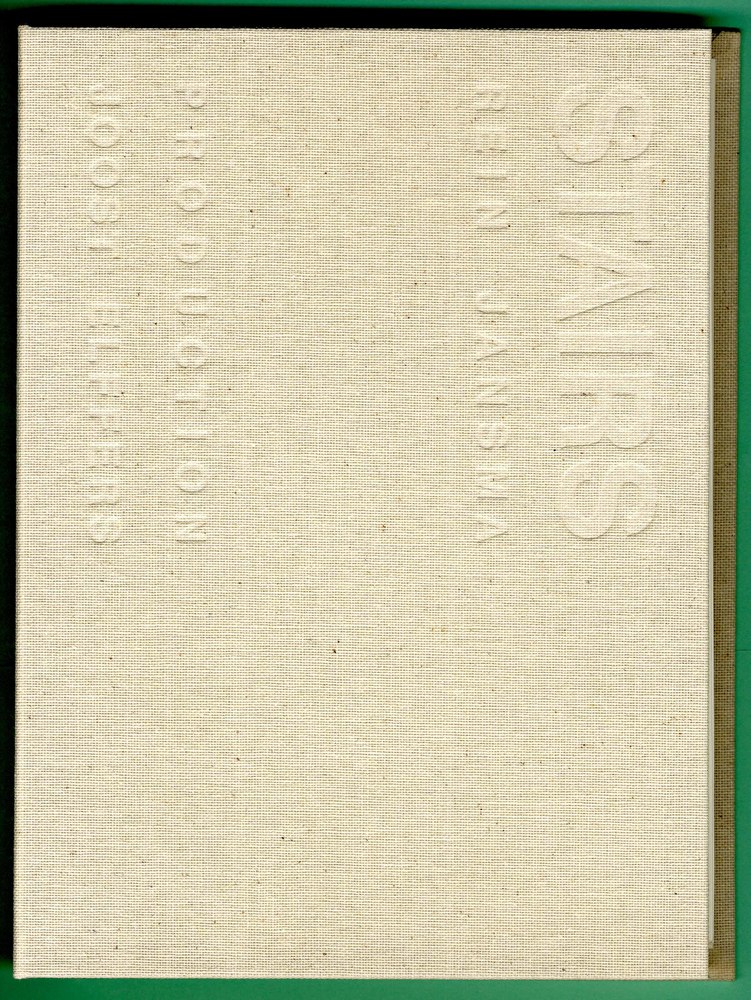 STAIRS
REIN JANSMA
PRODUCTION
JOOST ELFFERS